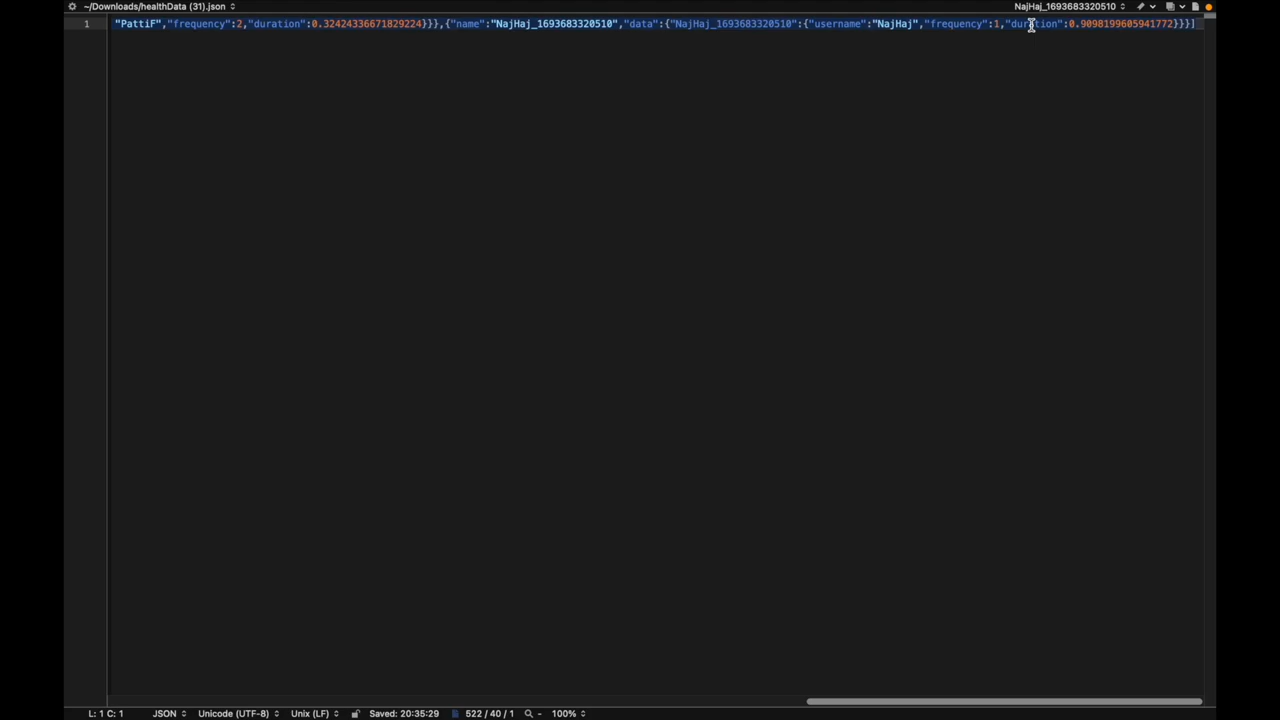 ~/Downloads/healthData (31).json
NajHaj_1693683320510
1 "PattiF","frequency":2,"duration":0.32424336671829224}}},{"name":"NajHaj_1693683320510","data":{"NajHaj_1693683320510":{"username":"NajHaj","frequency":1,"duration":0.9098199605941772}}}]
L: 1 C: 1 JSON Unicode (UTF-8) Unix (LF) Saved: 20:35:29 522 / 40 / 1 - 100%